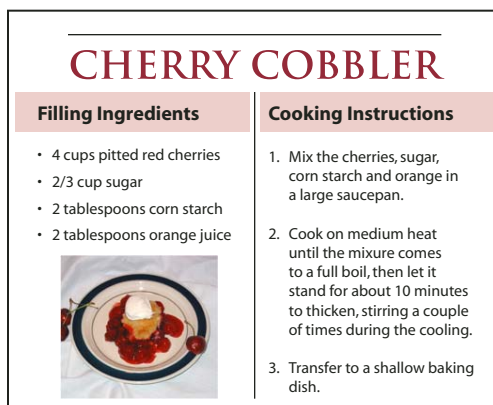 CHERRY COBBLER
Filling Ingredients
• 4 cups pitted red cherries
• 2/3 cup sugar
• 2 tablespoons corn starch
• 2 tablespoons orange juice
Cooking Instructions
1. Mix the cherries, sugar,
corn starch and orange in
a large saucepan.
2. Cook on medium heat
until the mixure comes
to a full boil, then let it
stand for about 10 minutes
to thicken, stirring a couple
of times during the cooling.
3. Transfer to a shallow baking
dish.